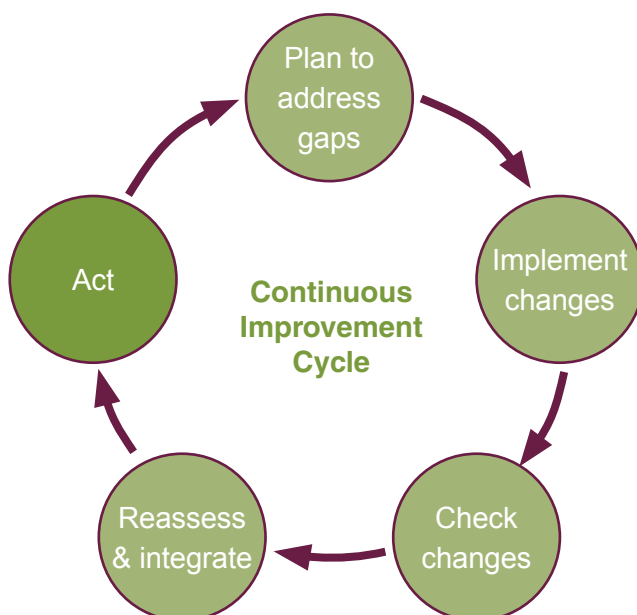 Plan to
address
gaps
Implement
changes
Check
changes
Reassess
& integrate
Act
Continuous
Improvement
Cycle